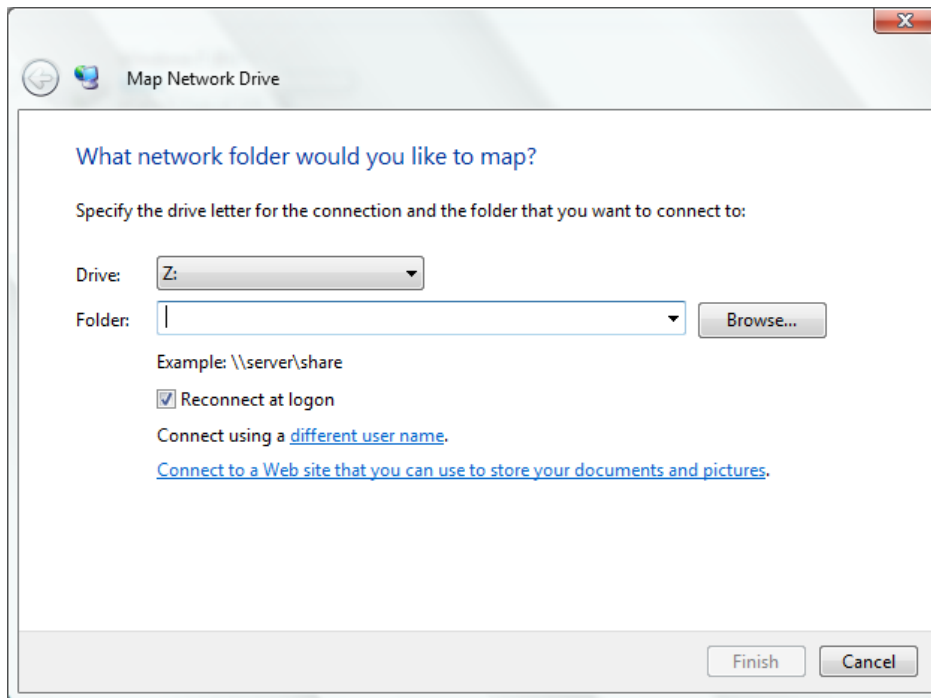 Map Network Drive
What network folder would you like to map?
Specify the drive letter for the connection and the folder that you want to connect to:
Drive: Z:
Folder: Browse...
Example: \\server\share
Reconnect at logon
Connect using a different user name.
Connect to a Web site that you can use to store your documents and pictures.
Finish Cancel